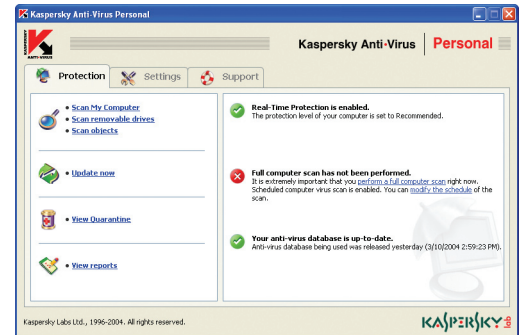 Kaspersky Anti-Virus Personal
KASPERSKY
ANTI-VIRUS
Kaspersky Anti-Virus Personal
Protection Settings Support
Scan My Computer
Scan removable drives
Scan objects
Update now
View Quarantine
View reports
Real-Time Protection is enabled.
The protection level of your computer is set to Recommended.
Full computer scan has not been performed.
It is extremely important that you perform a full computer scan right now.
Scheduled computer virus scan is enabled. You can modify the schedule of the
scan.
Your anti-virus database is up-to-date.
Anti-virus database being used was released yesterday (3/10/2004 2:59:23 PM).
Kaspersky Labs Ltd., 1996-2004. All rights reserved.
KASPERSKY lab